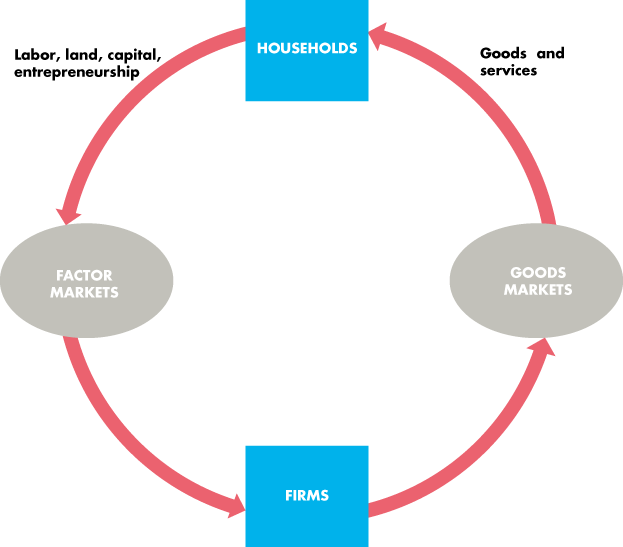 HOUSEHOLDS
Labor, land, capital,
entrepreneurship
Goods and
services
FACTOR
MARKETS
GOODS
MARKETS
FIRMS